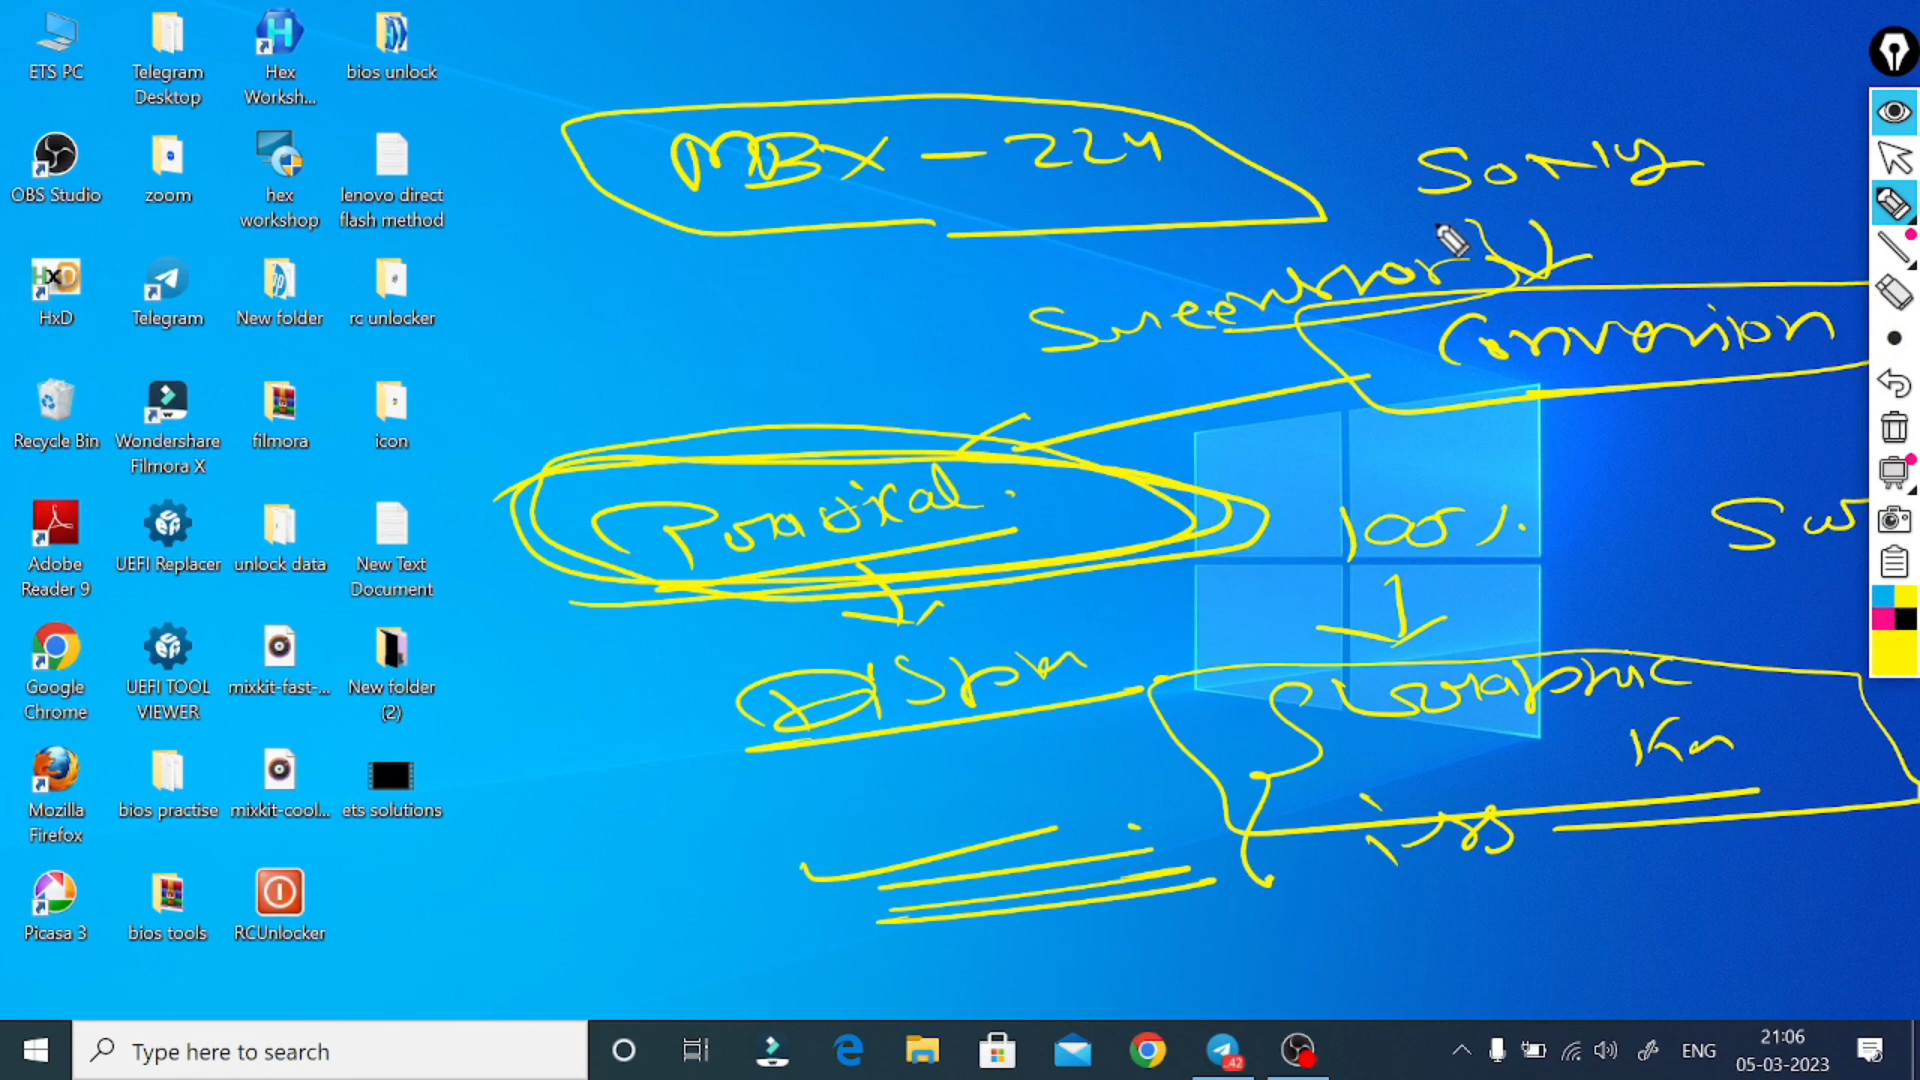 ETS PC
Telegram
Desktop
Hex
Worksh...
bios unlock
OBS Studio
zoom
hex
workshop
lenovo direct
flash method
HxD
Telegram
New folder
rc unlocker
Recycle Bin
Wondershare
Filmora X
filmora
icon
Adobe
Reader 9
UEFI Replacer
unlock data
New Text
Document
Google
Chrome
UEFI TOOL
VIEWER
mixkit-fast-...
New folder
(2)
Mozilla
Firefox
bios practise
mixkit-cool...
ets solutions
Picasa 3
bios tools
RCUnlocker
MBX - 224
Sony
Conversion
100%.
Graphic
Type here to search
42
ENG
21:06
05-03-2023